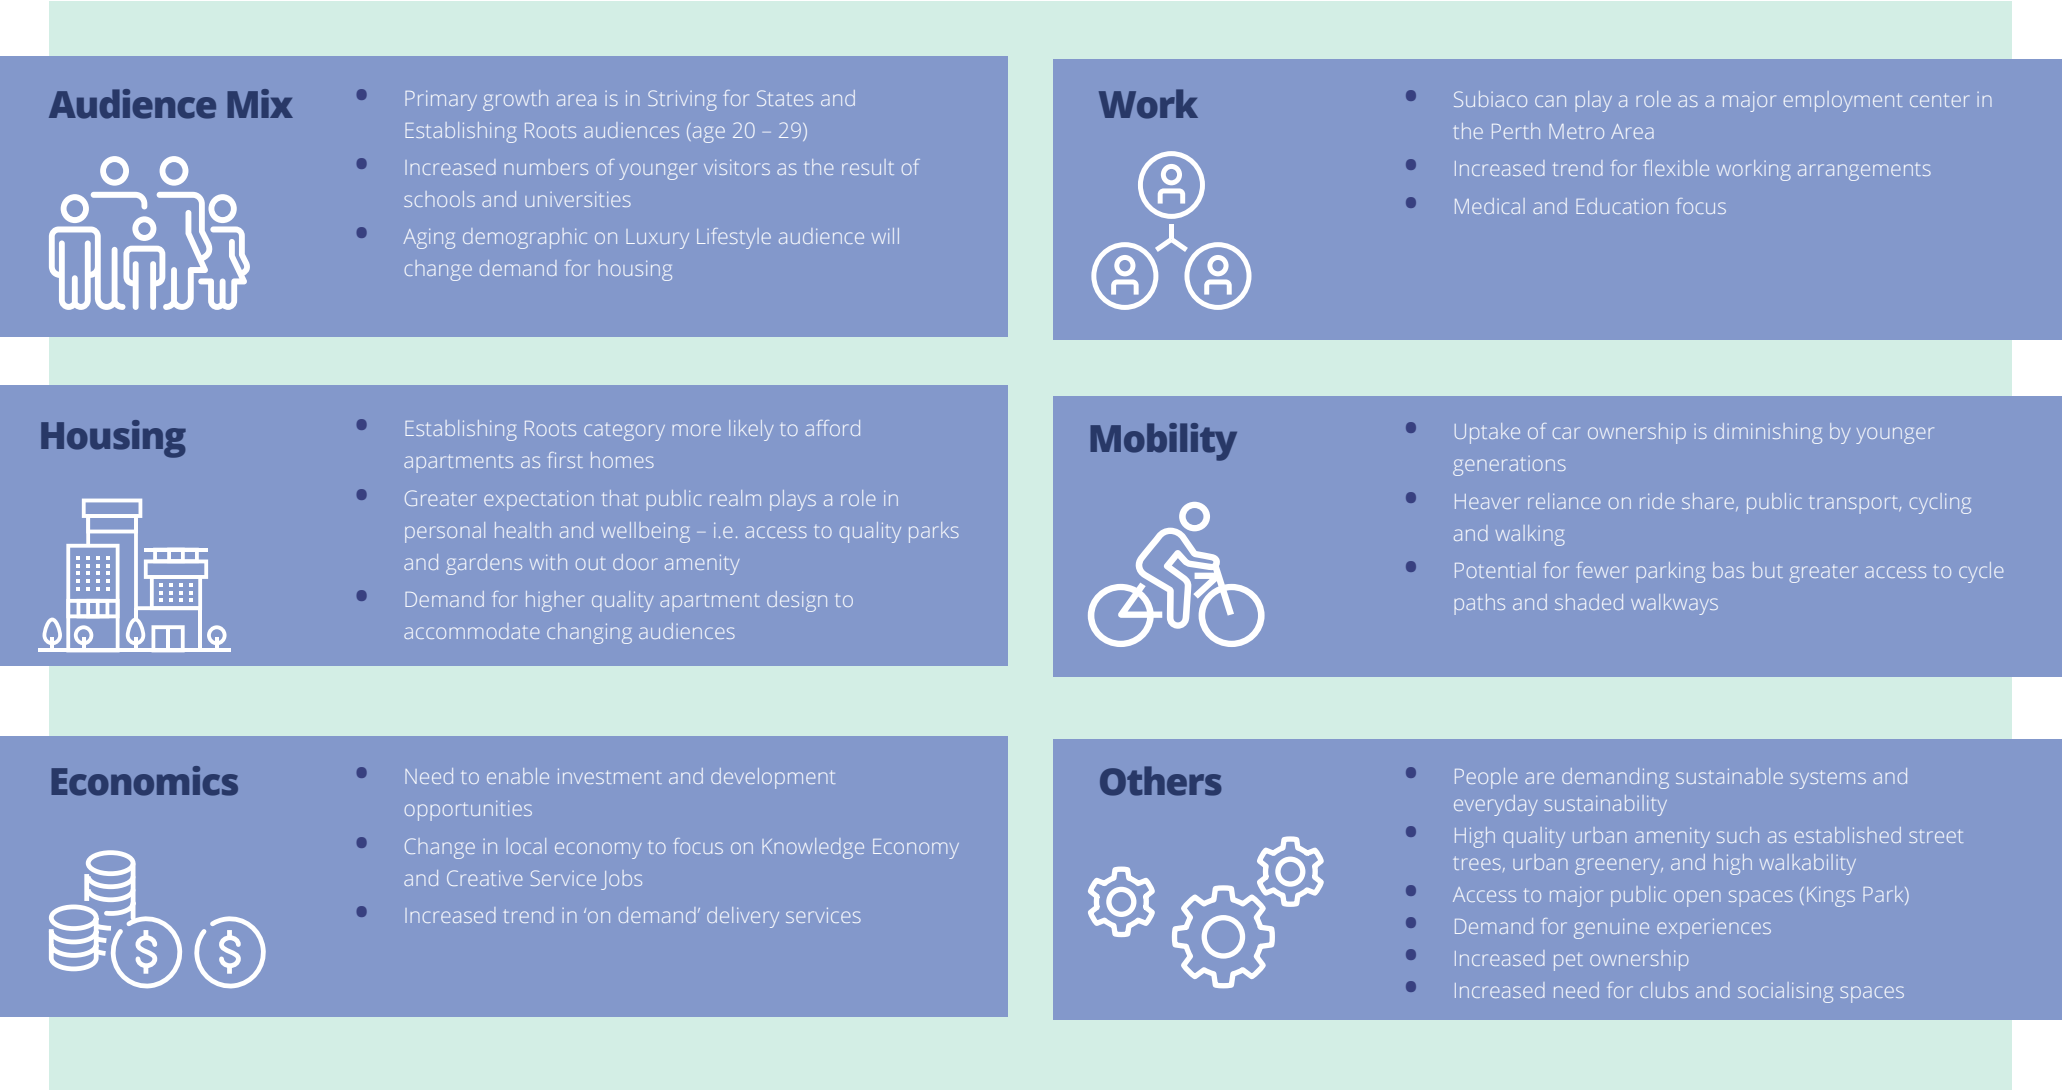 Audience Mix
• Primary growth area is in Striving for States and
Establishing Roots audiences (age 20 – 29)
• Increased numbers of younger visitors as the result of
schools and universities
• Aging demographic on Luxury Lifestyle audience will
change demand for housing
Work
• Subiaco can play a role as a major employment center in
the Perth Metro Area
• Increased trend for flexible working arrangements
• Medical and Education focus
Housing
• Establishing Roots category more likely to afford
apartments as first homes
• Greater expectation that public realm plays a role in
personal health and wellbeing – i.e. access to quality parks
and gardens with out door amenity
• Demand for higher quality apartment design to
accommodate changing audiences
Mobility
• Uptake of car ownership is diminishing by younger
generations
• Heaver reliance on ride share, public transport, cycling
and walking
• Potential for fewer parking bas but greater access to cycle
paths and shaded walkways
Economics
• Need to enable investment and development
opportunities
• Change in local economy to focus on Knowledge Economy
and Creative Service Jobs
• Increased trend in ‘on demand’ delivery services
$ $
Others
• People are demanding sustainable systems and
everyday sustainability
• High quality urban amenity such as established street
trees, urban greenery, and high walkability
• Access to major public open spaces (Kings Park)
• Demand for genuine experiences
• Increased pet ownership
• Increased need for clubs and socialising spaces